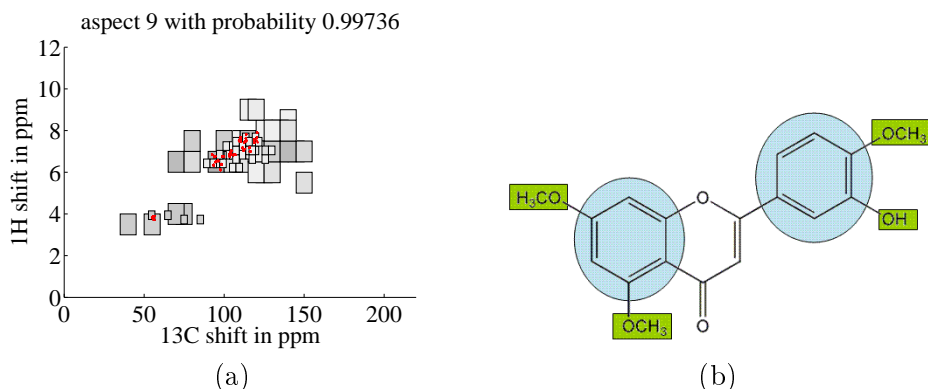 aspect 9 with probability 0.99736
12
10
8
6
4
2
0
1H shift in ppm
0 50 100 150 200
13C shift in ppm
(a)
OCH₃
H₃CO
O
OH
OCH₃
O
(b)